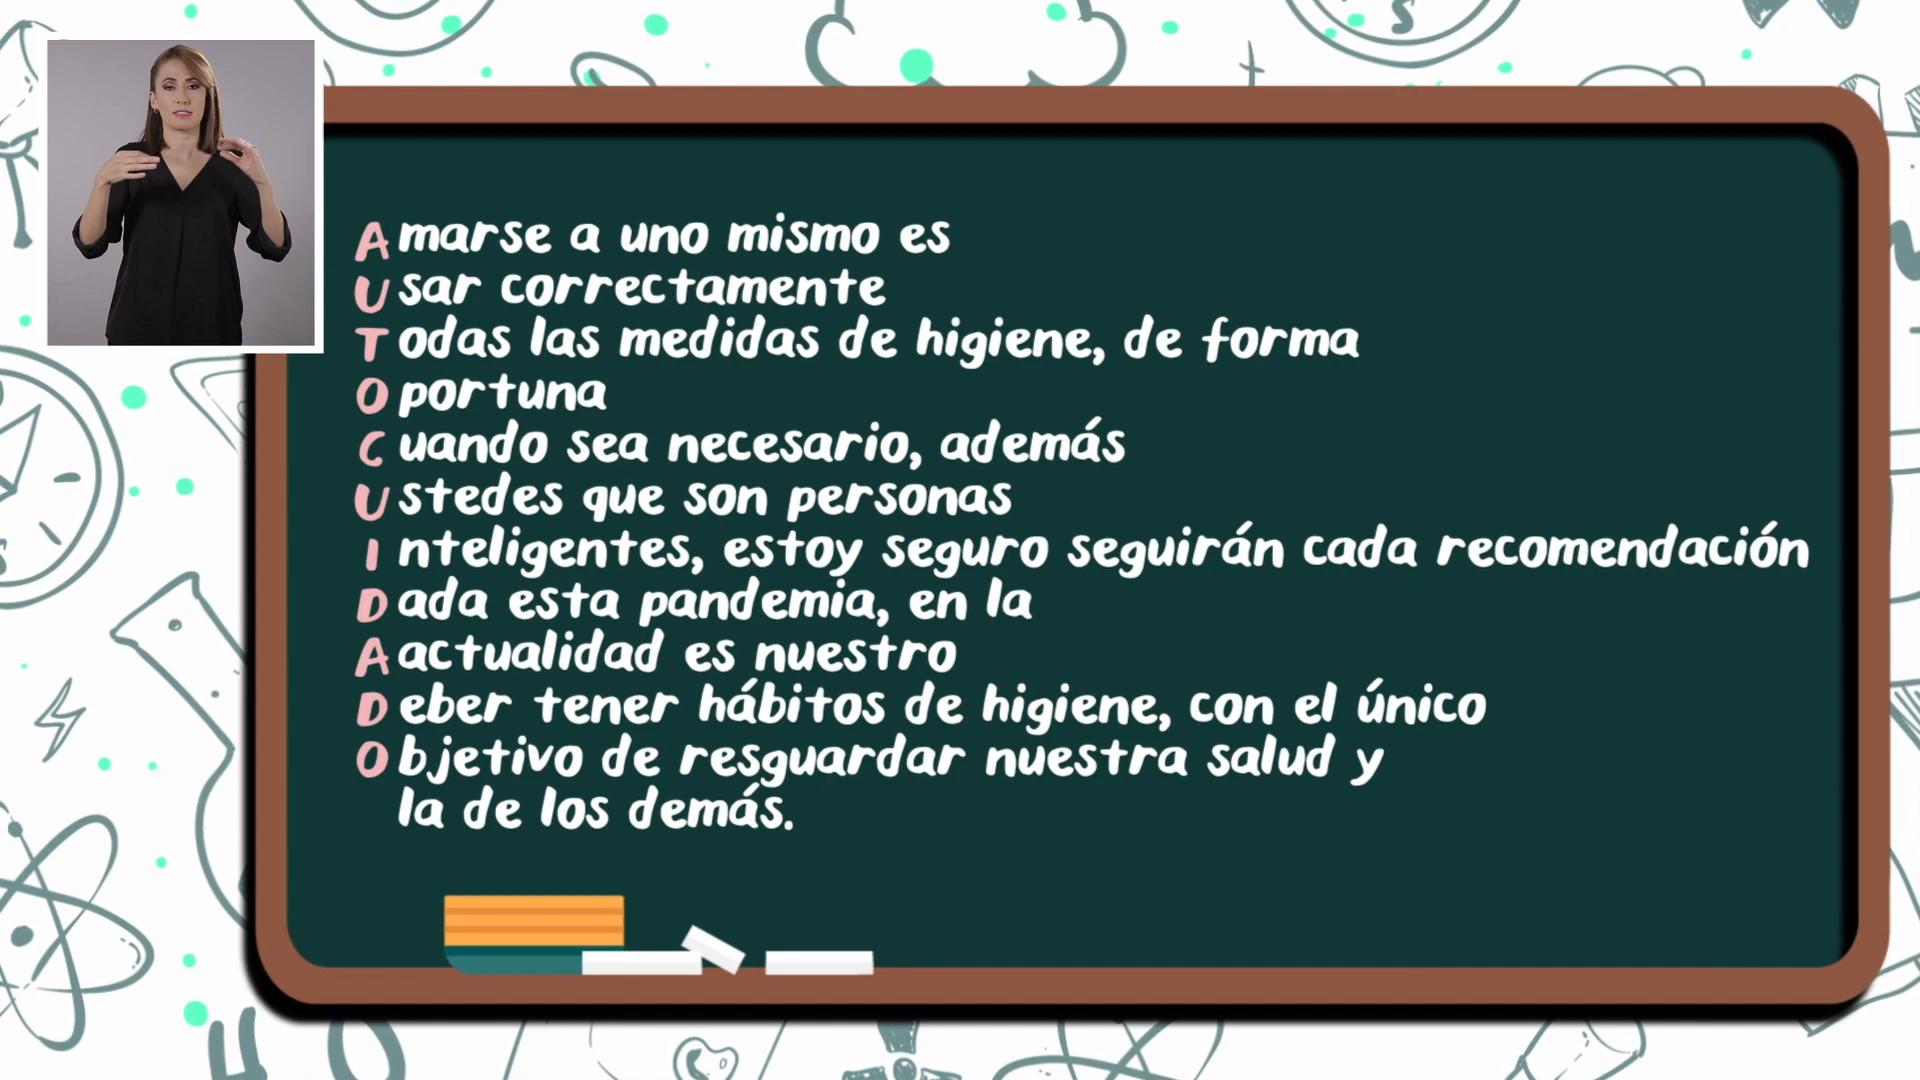 Amarse a uno mismo es
Usar correctamente
Todas las medidas de higiene, de forma
Oportuna
Cuando sea necesario, además
Ustedes que son personas
Inteligentes, estoy seguro seguirán cada recomendación
Dada esta pandemia, en la
Aactualidad es nuestro
Deber tener hábitos de higiene, con el único
Objetivo de resguardar nuestra salud y
la de los demás.